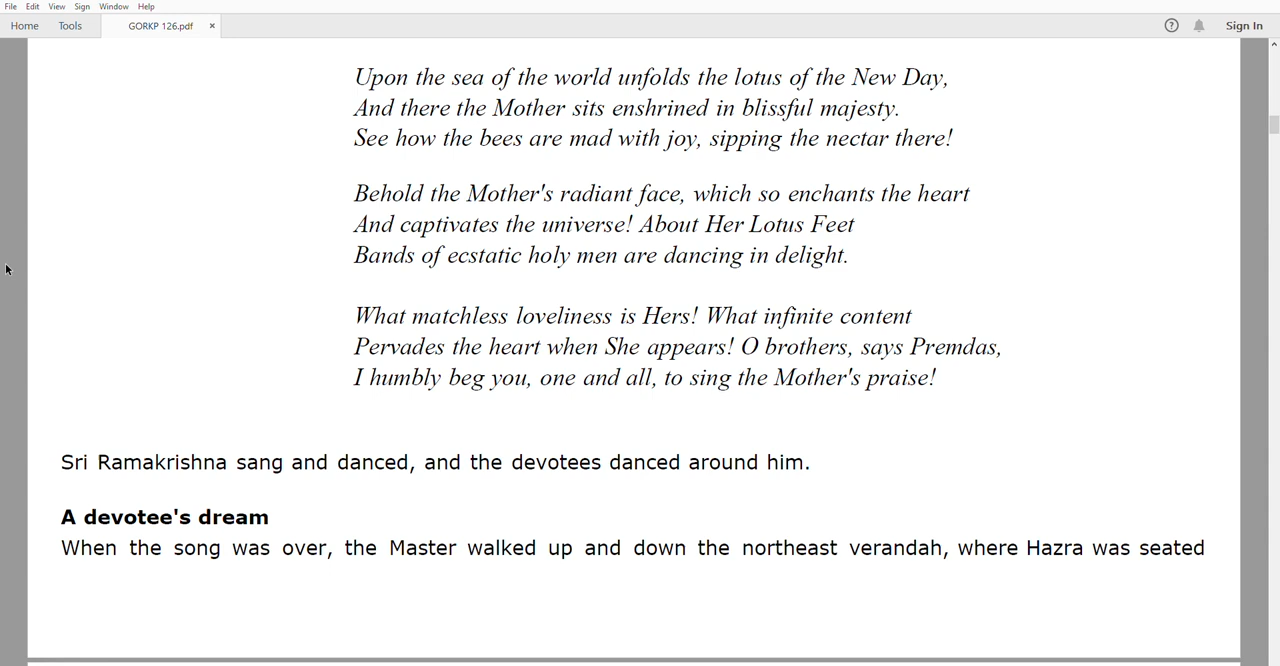 File Edit View Sign Window Help
Home Tools GORKP 126.pdf × ? Sign In
Upon the sea of the world unfolds the lotus of the New Day,
And there the Mother sits enshrined in blissful majesty.
See how the bees are mad with joy, sipping the nectar there!
Behold the Mother's radiant face, which so enchants the heart
And captivates the universe! About Her Lotus Feet
Bands of ecstatic holy men are dancing in delight.
What matchless loveliness is Hers! What infinite content
Pervades the heart when She appears! O brothers, says Premdas,
I humbly beg you, one and all, to sing the Mother's praise!
Sri Ramakrishna sang and danced, and the devotees danced around him.
A devotee's dream
When the song was over, the Master walked up and down the northeast verandah, where Hazra was seated